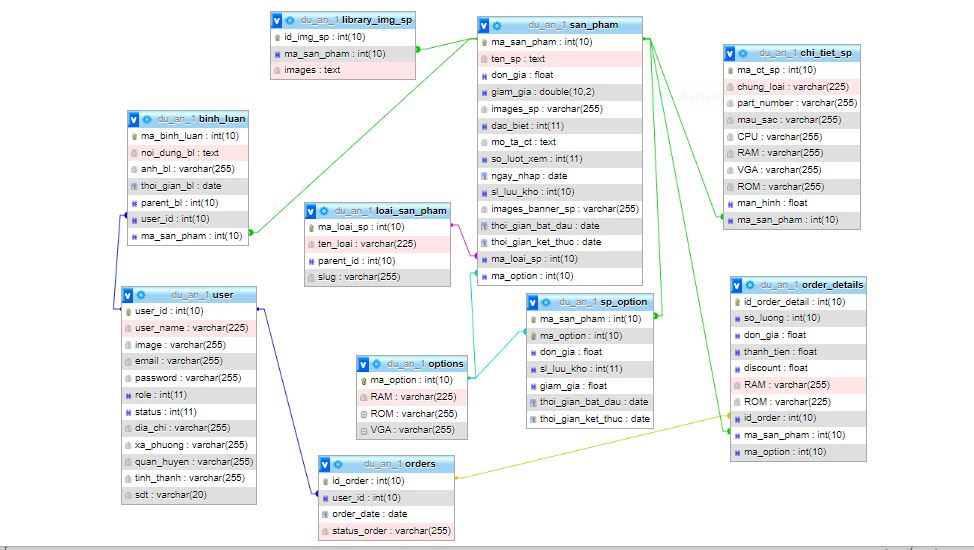 du_an_1 library_img_sp
id_img_sp : int(10)
ma_san_pham : int(10)
images : text
du_an_1 san_pham
ma_san_pham : int(10)
ten_sp : text
don_gia : float
giam_gia : double(10,2)
images_sp : varchar(255)
dac_biet : int(11)
mo_ta_ct : text
so_luot_xem : int(11)
ngay_nhap : date
sl_luu_kho : int(10)
images_banner_sp : varchar(255)
thoi_gian_bat_dau : date
thoi_gian_ket_thuc : date
ma_loai_sp : int(10)
ma_option : int(10)
du_an_1 chi_tiet_sp
ma_ct_sp : int(10)
chung_loai : varchar(225)
part_number : varchar(255)
mau_sac : varchar(255)
CPU : varchar(255)
RAM : varchar(255)
VGA : varchar(255)
ROM : varchar(255)
man_hinh : float
ma_san_pham : int(10)
du_an_1 binh_luan
ma_binh_luan : int(10)
noi_dung_bl : text
anh_bl : varchar(255)
thoi_gian_bl : date
parent_bl : int(10)
user_id : int(10)
ma_san_pham : int(10)
du_an_1 loai_san_pham
ma_loai_sp : int(10)
ten_loai : varchar(225)
parent_id : int(10)
slug : varchar(255)
du_an_1 user
user_id : int(10)
user_name : varchar(225)
image : varchar(255)
email : varchar(255)
password : varchar(255)
role : int(11)
status : int(11)
dia_chi : varchar(255)
xa_phuong : varchar(255)
quan_huyen : varchar(255)
tinh_thanh : varchar(255)
sdt : varchar(20)
du_an_1 sp_option
ma_san_pham : int(10)
ma_option : int(10)
don_gia : float
sl_luu_kho : int(11)
giam_gia : float
thoi_gian_bat_dau : date
thoi_gian_ket_thuc : date
du_an_1 order_details
id_order_detail : int(10)
so_luong : int(10)
don_gia : float
thanh_tien : float
discount : float
RAM : varchar(255)
ROM : varchar(225)
id_order : int(10)
ma_san_pham : int(10)
ma_option : int(10)
du_an_1 options
ma_option : int(10)
RAM : varchar(225)
ROM : varchar(255)
VGA : varchar(255)
du_an_1 orders
id_order : int(10)
user_id : int(10)
order_date : date
status_order : varchar(255)